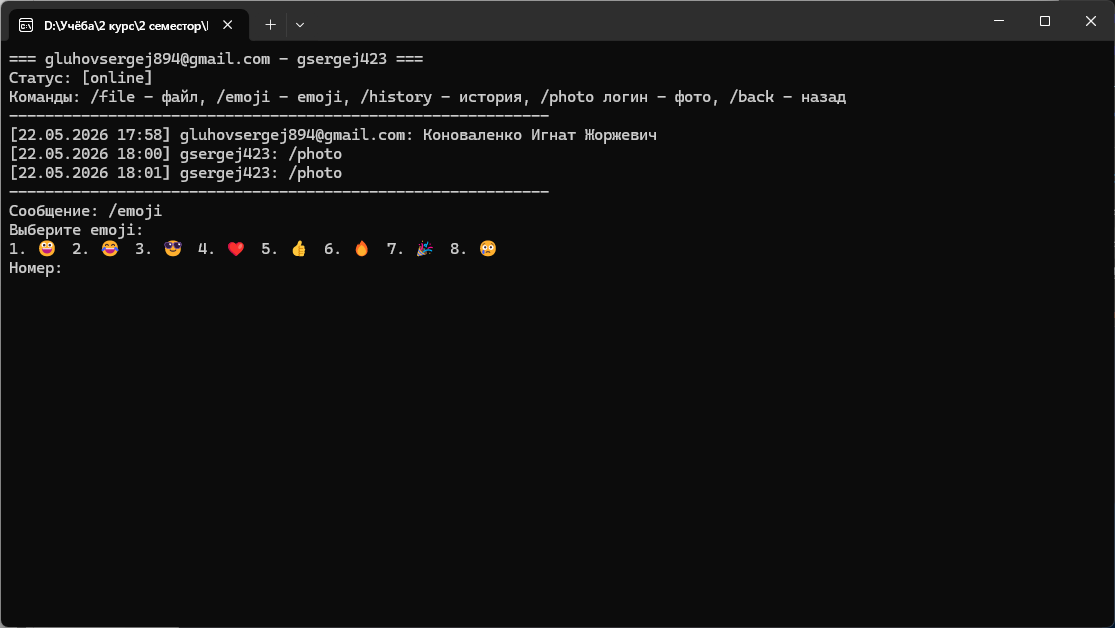 D:\Учёба\2 курс\2 семестор\
=== gluhovsergej894@gmail.com - gsergej423 ===
Статус: [online]
Команды: /file - файл, /emoji - emoji, /history - история, /photo логин - фото, /back - назад
------------------------------------------------------------
[22.05.2026 17:58] gluhovsergej894@gmail.com: Коноваленко Игнат Жоржевич
[22.05.2026 18:00] gsergej423: /photo
[22.05.2026 18:01] gsergej423: /photo
------------------------------------------------------------
Сообщение: /emoji
Выберите emoji:
1. 😀 2. 😂 3. 😎 4. ❤️ 5. 👍 6. 🔥 7. 🎉 8. 😢
Номер: